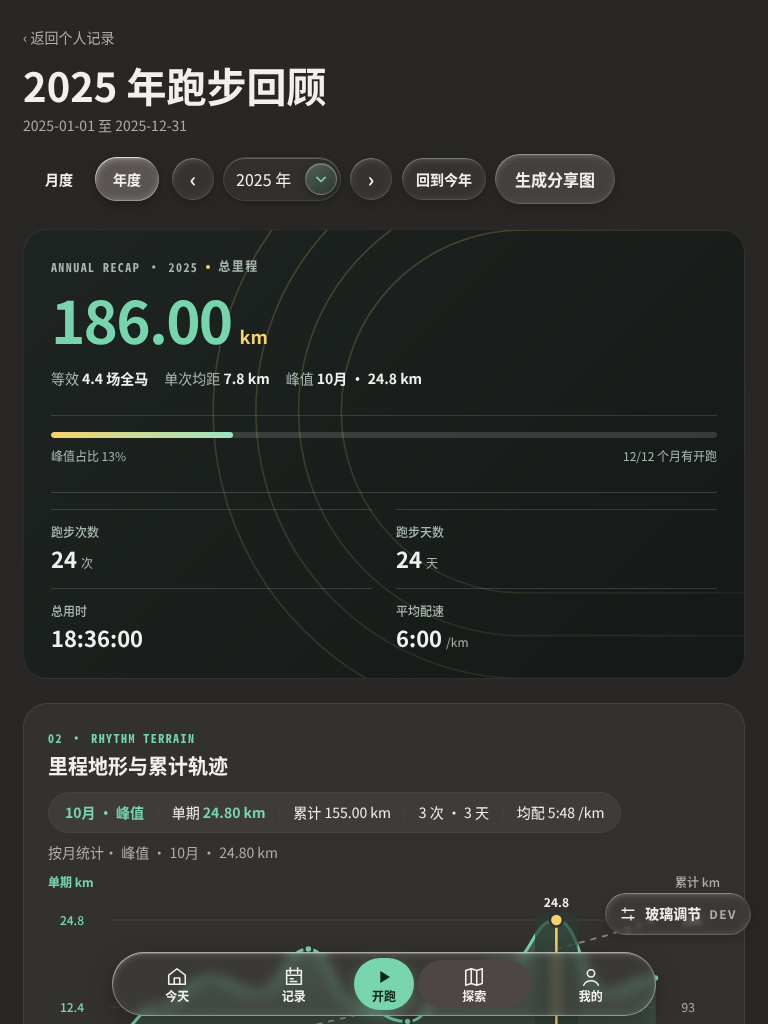 ‹ 返回个人记录
2025 年跑步回顾
2025-01-01 至 2025-12-31
月度 年度 ‹ 2025 年 › 回到今年 生成分享图
ANNUAL RECAP • 2025 • 总里程
186.00 km
等效 4.4 场全马 单次均距 7.8 km 峰值 10月 • 24.8 km
峰值占比 13% 12/12 个月有开跑
跑步次数 跑步天数
24 次 24 天
总用时 平均配速
18:36:00 6:00 /km
02 • RHYTHM TERRAIN
里程地形与累计轨迹
10月 • 峰值 单期 24.80 km 累计 155.00 km 3 次 • 3 天 均配 5:48 /km
按月统计 • 峰值 • 10月 • 24.80 km
单期 km 累计 km
24.8
玻璃调节 DEV
24.8
今天 记录 开跑 探索 我的
12.4 93